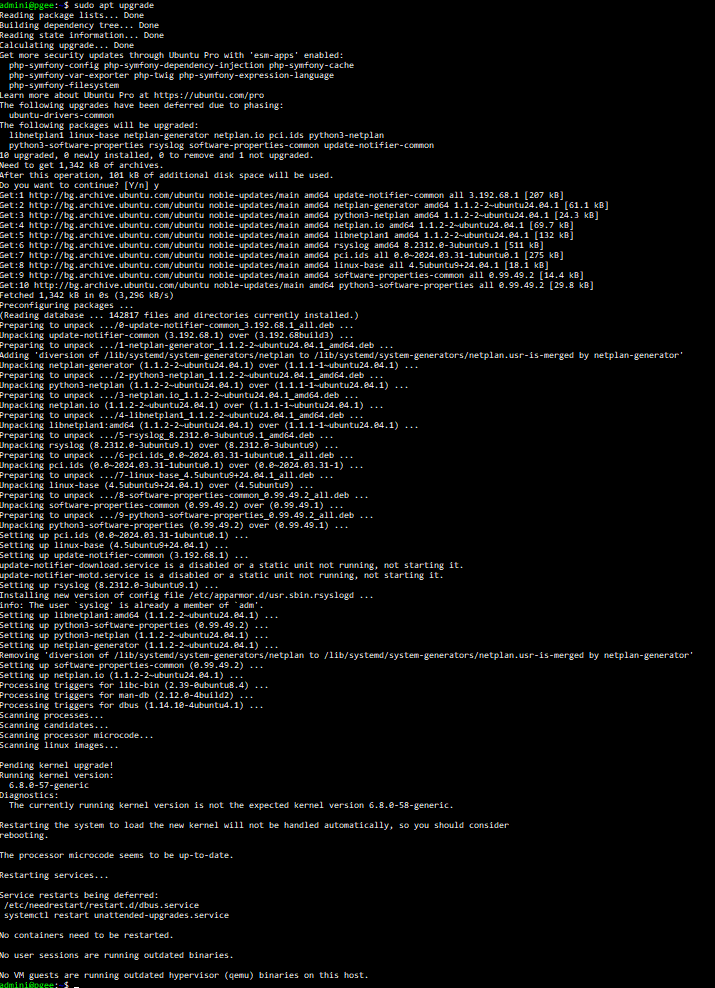 admini@pgee: $ sudo apt upgrade
Reading package lists... Done
Building dependency tree... Done
Reading state information... Done
Calculating upgrade... Done
Get more security updates through Ubuntu Pro with 'esm-apps' enabled:
  php-symfony-config php-symfony-dependency-injection php-symfony-cache
  php-symfony-var-exporter php-twig php-symfony-expression-language
  php-symfony-filesystem
Learn more about Ubuntu Pro at https://ubuntu.com/pro
The following upgrades have been deferred due to phasing:
  ubuntu-drivers-common
The following packages will be upgraded:
  libnetplan1 linux-base netplan-generator netplan.io pci.ids python3-netplan
  python3-software-properties rsyslog software-properties-common update-notifier-common
10 upgraded, 0 newly installed, 0 to remove and 1 not upgraded.
Need to get 1,342 kB of archives.
After this operation, 101 kB of additional disk space will be used.
Do you want to continue? [Y/n] y
Get:1 http://bg.archive.ubuntu.com/ubuntu noble-updates/main amd64 update-notifier-common all 3.192.68.1 [207 kB]
Get:2 http://bg.archive.ubuntu.com/ubuntu noble-updates/main amd64 netplan-generator amd64 1.1.2-2~ubuntu24.04.1 [61.1 kB]
Get:3 http://bg.archive.ubuntu.com/ubuntu noble-updates/main amd64 python3-netplan amd64 1.1.2-2~ubuntu24.04.1 [24.3 kB]
Get:4 http://bg.archive.ubuntu.com/ubuntu noble-updates/main amd64 netplan.io amd64 1.1.2-2~ubuntu24.04.1 [69.7 kB]
Get:5 http://bg.archive.ubuntu.com/ubuntu noble-updates/main amd64 libnetplan1 amd64 1.1.2-2~ubuntu24.04.1 [132 kB]
Get:6 http://bg.archive.ubuntu.com/ubuntu noble-updates/main amd64 rsyslog amd64 8.2312.0-3ubuntu9.1 [511 kB]
Get:7 http://bg.archive.ubuntu.com/ubuntu noble-updates/main amd64 pci.ids all 0.0~2024.03.31-1ubuntu0.1 [275 kB]
Get:8 http://bg.archive.ubuntu.com/ubuntu noble-updates/main amd64 linux-base all 4.5ubuntu9+24.04.1 [18.1 kB]
Get:9 http://bg.archive.ubuntu.com/ubuntu noble-updates/main amd64 software-properties-common all 0.99.49.2 [14.4 kB]
Get:10 http://bg.archive.ubuntu.com/ubuntu noble-updates/main amd64 python3-software-properties all 0.99.49.2 [29.8 kB]
Fetched 1,342 kB in 0s (3,296 kB/s)
Preconfiguring packages ...
(Reading database ... 142817 files and directories currently installed.)
Preparing to unpack .../0-update-notifier-common_3.192.68.1_all.deb ...
Unpacking update-notifier-common (3.192.68.1) over (3.192.68build3) ...
Preparing to unpack .../1-netplan-generator_1.1.2-2~ubuntu24.04.1_amd64.deb ...
Adding 'diversion of /lib/systemd/system-generators/netplan to /lib/systemd/system-generators/netplan.usr-is-merged by netplan-generator'
Unpacking netplan-generator (1.1.2-2~ubuntu24.04.1) over (1.1.1-1~ubuntu24.04.1) ...
Preparing to unpack .../2-python3-netplan_1.1.2-2~ubuntu24.04.1_amd64.deb ...
Unpacking python3-netplan (1.1.2-2~ubuntu24.04.1) over (1.1.1-1~ubuntu24.04.1) ...
Preparing to unpack .../3-netplan.io_1.1.2-2~ubuntu24.04.1_amd64.deb ...
Unpacking netplan.io (1.1.2-2~ubuntu24.04.1) over (1.1.1-1~ubuntu24.04.1) ...
Preparing to unpack .../4-libnetplan1_1.1.2-2~ubuntu24.04.1_amd64.deb ...
Unpacking libnetplan1:amd64 (1.1.2-2~ubuntu24.04.1) over (1.1.1-1~ubuntu24.04.1) ...
Preparing to unpack .../5-rsyslog_8.2312.0-3ubuntu9.1_amd64.deb ...
Unpacking rsyslog (8.2312.0-3ubuntu9.1) over (8.2312.0-3ubuntu9) ...
Preparing to unpack .../6-pci.ids_0.0~2024.03.31-1ubuntu0.1_all.deb ...
Unpacking pci.ids (0.0~2024.03.31-1ubuntu0.1) over (0.0~2024.03.31-1) ...
Preparing to unpack .../7-linux-base_4.5ubuntu9+24.04.1_all.deb ...
Unpacking linux-base (4.5ubuntu9+24.04.1) over (4.5ubuntu9) ...
Preparing to unpack .../8-software-properties-common_0.99.49.2_all.deb ...
Unpacking software-properties-common (0.99.49.2) over (0.99.49.1) ...
Preparing to unpack .../9-python3-software-properties_0.99.49.2_all.deb ...
Unpacking python3-software-properties (0.99.49.2) over (0.99.49.1) ...
Setting up pci.ids (0.0~2024.03.31-1ubuntu0.1) ...
Setting up linux-base (4.5ubuntu9+24.04.1) ...
Setting up update-notifier-common (3.192.68.1) ...
update-notifier-download.service is a disabled or a static unit not running, not starting it.
update-notifier-motd.service is a disabled or a static unit not running, not starting it.
Setting up rsyslog (8.2312.0-3ubuntu9.1) ...
Installing new version of config file /etc/apparmor.d/usr.sbin.rsyslogd ...
info: The user `syslog' is already a member of `adm'.
Setting up libnetplan1:amd64 (1.1.2-2~ubuntu24.04.1) ...
Setting up python3-software-properties (0.99.49.2) ...
Setting up python3-netplan (1.1.2-2~ubuntu24.04.1) ...
Setting up netplan-generator (1.1.2-2~ubuntu24.04.1) ...
Removing 'diversion of /lib/systemd/system-generators/netplan to /lib/systemd/system-generators/netplan.usr-is-merged by netplan-generator'
Setting up software-properties-common (0.99.49.2) ...
Setting up netplan.io (1.1.2-2~ubuntu24.04.1) ...
Processing triggers for libc-bin (2.39-0ubuntu8.4) ...
Processing triggers for man-db (2.12.0-4build2) ...
Processing triggers for dbus (1.14.10-4ubuntu4.1) ...
Scanning processes...
Scanning candidates...
Scanning processor microcode...
Scanning linux images...
Pending kernel upgrade!
Running kernel version:
  6.8.0-57-generic
Diagnostics:
  The currently running kernel version is not the expected kernel version 6.8.0-58-generic.
Restarting the system to load the new kernel will not be handled automatically, so you should consider
rebooting.
The processor microcode seems to be up-to-date.
Restarting services...
Service restarts being deferred:
 /etc/needrestart/restart.d/dbus.service
 systemctl restart unattended-upgrades.service
No containers need to be restarted.
No user sessions are running outdated binaries.
No VM guests are running outdated hypervisor (qemu) binaries on this host.
admini@pgee: $ _